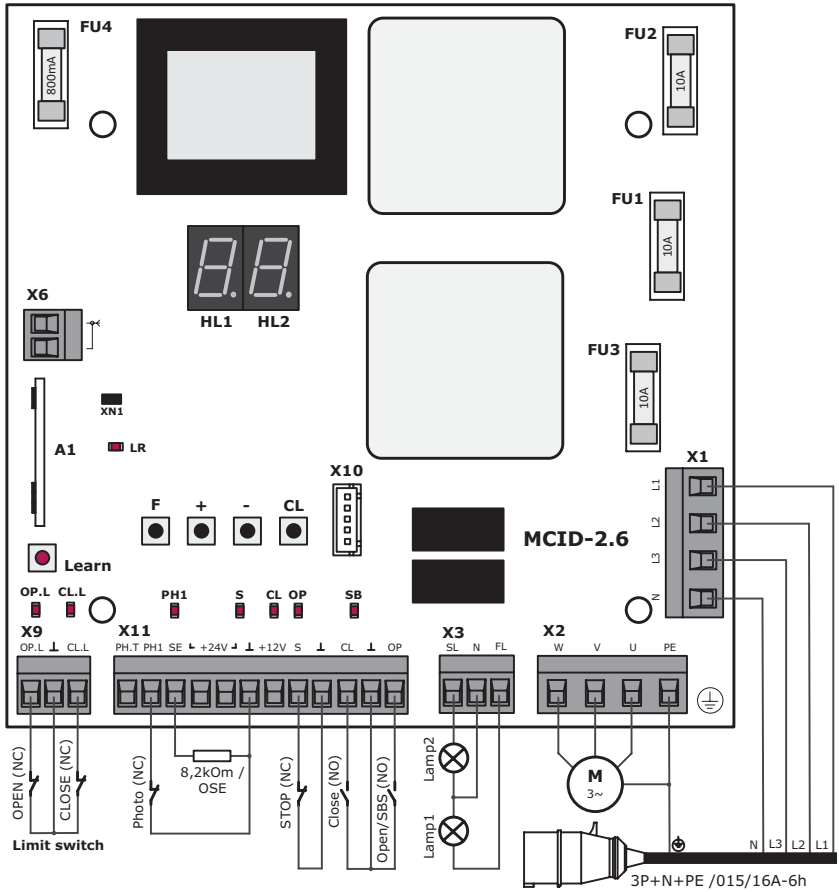 FU4
800mA
FU2
10A
FU1
10A
HL1 HL2
X6
FU3
10A
XN1
LR
A1
X1
L1
L2
L3
N
X10
F + - CL
MCID-2.6
Learn
OP.L CL.L PH1 S CL OP SB
X9 X11 X3 X2
OP.L ⊥ CL.L PH.T PH1 SE +24V ⊥ +12V S ⊥ CL ⊥ OP SL N FL W V U PE
OPEN (NC)
CLOSE (NC)
Limit switch
Photo (NC)
8,2kOm /
OSE
STOP (NC)
Close (NO)
Open/SBS (NO)
Lamp2
Lamp1
M
3~
N L3 L2 L1
3P+N+PE /015/16A-6h